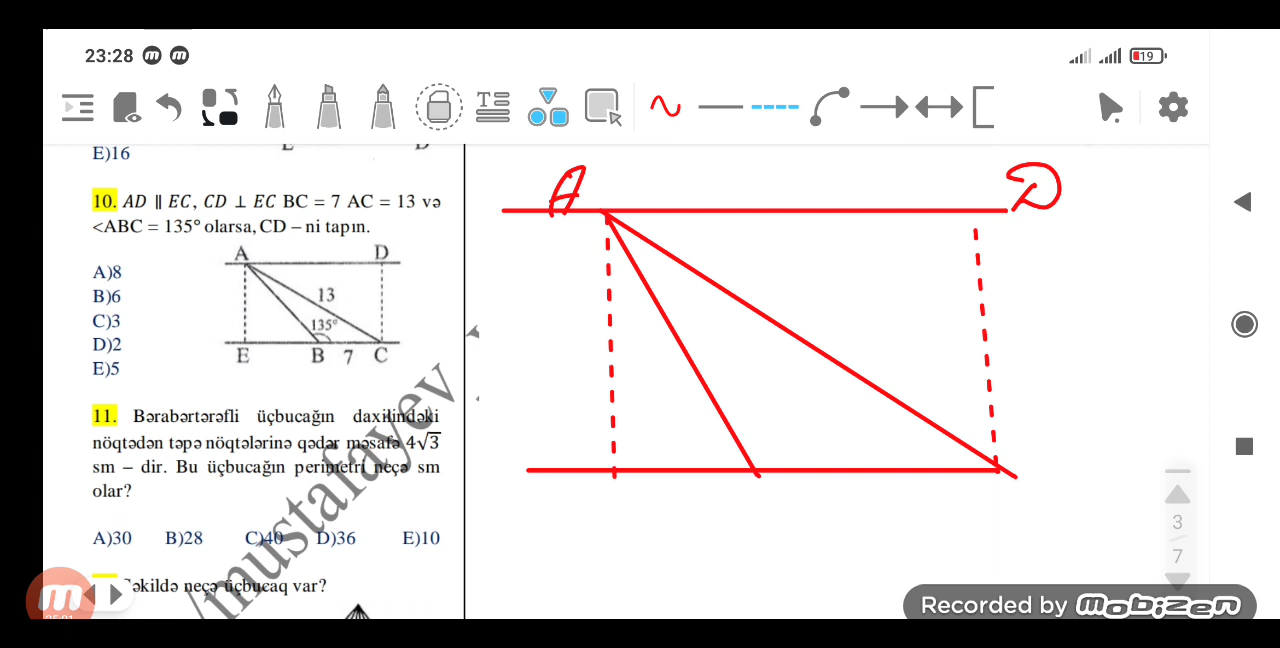 23:28
19
E)16
E D
10. AD ∥ EC, CD ⊥ EC BC = 7 AC = 13 və
<ABC = 135° olarsa, CD – ni tapın.
A)8
B)6
C)3
D)2
E)5
A D
13
135°
E B 7 C
11. Bərabərtərəfli üçbucağın daxilindəki
nöqtədən təpə nöqtələrinə qədər məsafə 4√3
sm – dir. Bu üçbucağın perimetri neçə sm
olar?
A)30 B)28 C)40 D)36 E)10
Şəkildə neçə üçbucaq var?
/mustafayev
A D
3
7
Recorded by mobizen